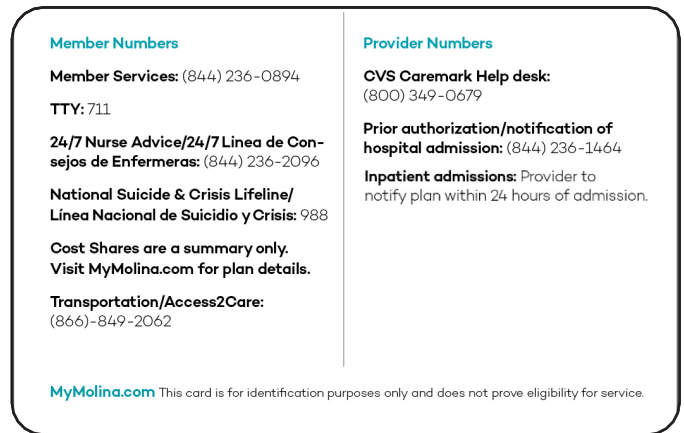 Member Numbers
Member Services: (844) 236-0894
TTY: 711
24/7 Nurse Advice/24/7 Linea de Con-
sejos de Enfermeras: (844) 236-2096
National Suicide & Crisis Lifeline/
Línea Nacional de Suicidio y Crisis: 988
Cost Shares are a summary only.
Visit MyMolina.com for plan details.
Transportation/Access2Care:
(866)-849-2062
Provider Numbers
CVS Caremark Help desk:
(800) 349-0679
Prior authorization/notification of
hospital admission: (844) 236-1464
Inpatient admissions: Provider to
notify plan within 24 hours of admission.
MyMolina.com This card is for identification purposes only and does not prove eligibility for service.